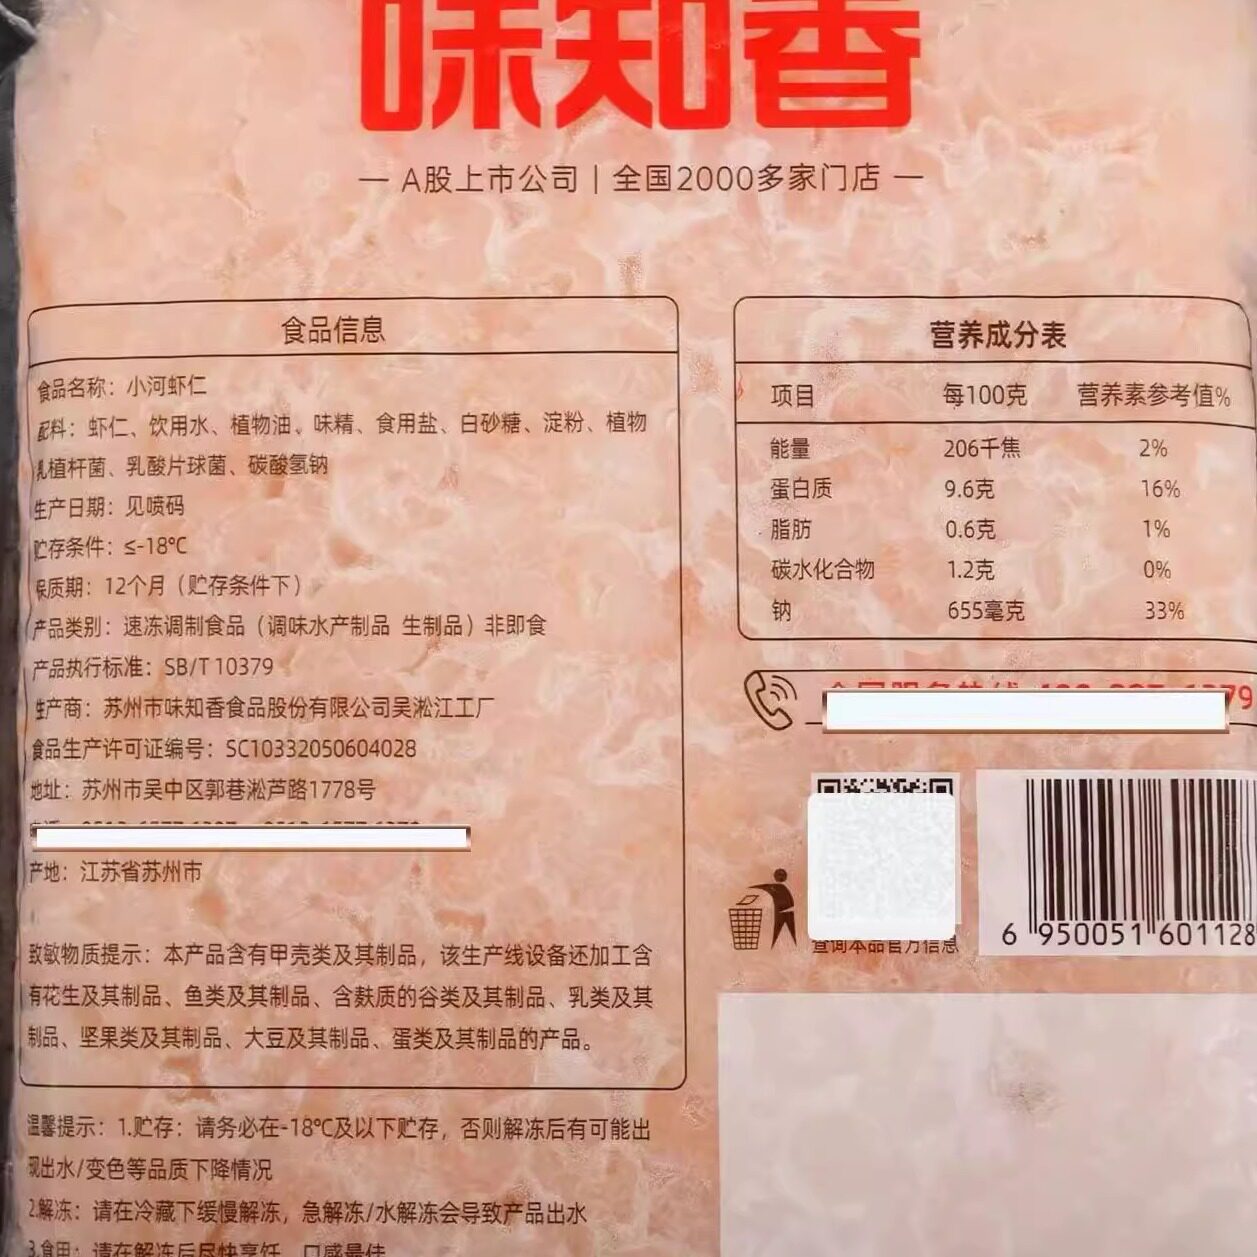 味知香
— A股上市公司 | 全国2000多家门店 —
食品信息
食品名称：小河虾仁
配料：虾仁、饮用水、植物油、味精、食用盐、白砂糖、淀粉、植物
乳植杆菌、乳酸片球菌、碳酸氢钠
生产日期：见喷码
贮存条件：≤-18℃
保质期：12个月（贮存条件下）
产品类别：速冻调制食品（调味水产制品 生制品）非即食
产品执行标准：SB/T 10379
生产商：苏州市味知香食品股份有限公司吴淞江工厂
食品生产许可证编号：SC10332050604028
地址：苏州市吴中区郭巷淞芦路1778号
产地：江苏省苏州市
致敏物质提示：本产品含有甲壳类及其制品，该生产线设备还加工含
有花生及其制品、鱼类及其制品、含麸质的谷类及其制品、乳类及其
制品、坚果类及其制品、大豆及其制品、蛋类及其制品的产品。
温馨提示：1.贮存：请务必在-18℃及以下贮存，否则解冻后有可能出
现出水/变色等品质下降情况
2.解冻：请在冷藏下缓慢解冻，急解冻/水解冻会导致产品出水
3.食用：请在解冻后尽快烹饪，口感最佳
营养成分表
项目 每100克 营养素参考值%
能量 206千焦 2%
蛋白质 9.6克 16%
脂肪 0.6克 1%
碳水化合物 1.2克 0%
钠 655毫克 33%
79
查询本品官方信息
6 950051 601128